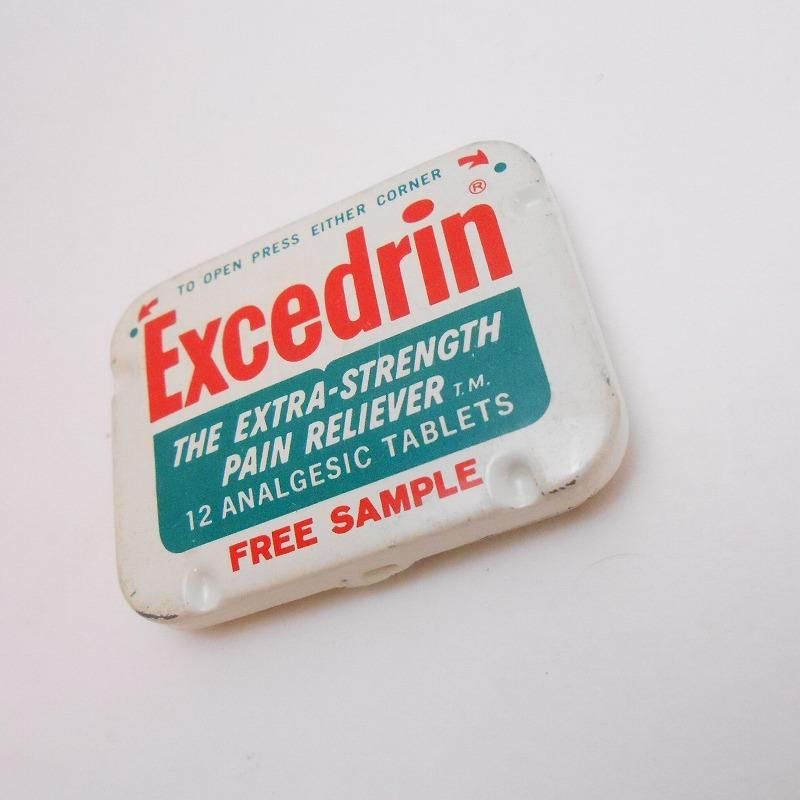 TO OPEN PRESS EITHER CORNER
Excedrin®
THE EXTRA-STRENGTH
PAIN RELIEVER T.M.
12 ANALGESIC TABLETS
FREE SAMPLE